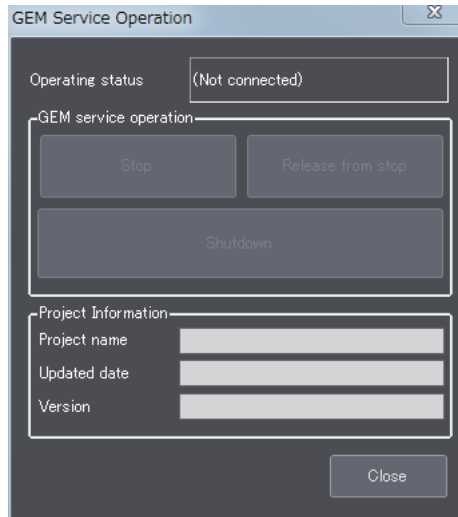 GEM Service Operation
Operating status (Not connected)
GEM service operation
Stop Release from stop
Shutdown
Project Information
Project name
Updated date
Version
Close